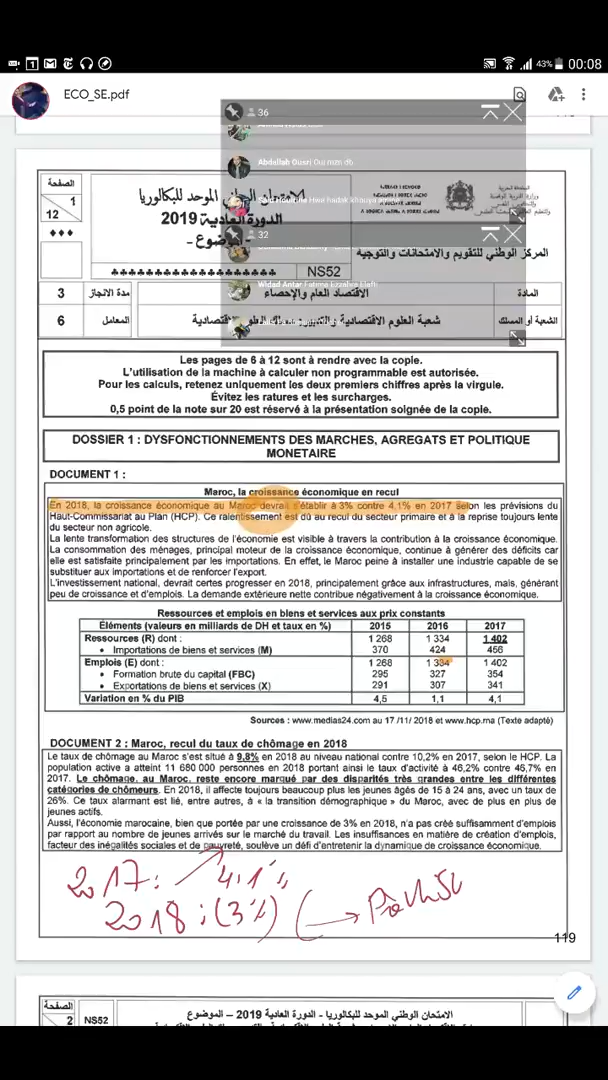 43% 00:08
ECO_SE.pdf
36
Abdallah Ousri Oui mzn db
32
الصفحة
1
12
الامتحان الوطني الموحد للبكالوريا
الدورة العادية 2019
- الموضوع -
NS52
المركز الوطني للتقويم والامتحانات والتوجيه
3 مدة الانجاز الاقتصاد العام والإحصاء المادة
6 المعامل شعبة العلوم الاقتصادية والتدبير مسلك العلوم الاقتصادية الشعبة أو المسلك
Les pages de 6 à 12 sont à rendre avec la copie.
L'utilisation de la machine à calculer non programmable est autorisée.
Pour les calculs, retenez uniquement les deux premiers chiffres après la virgule.
Évitez les ratures et les surcharges.
0,5 point de la note sur 20 est réservé à la présentation soignée de la copie.
DOSSIER 1 : DYSFONCTIONNEMENTS DES MARCHES, AGREGATS ET POLITIQUE
MONETAIRE
DOCUMENT 1 :
Maroc, la croissance économique en recul
En 2018, la croissance économique au Maroc devrait s'établir à 3% contre 4,1% en 2017 selon les prévisions du
Haut-Commissariat au Plan (HCP). Ce ralentissement est dû au recul du secteur primaire et à la reprise toujours lente
du secteur non agricole.
La lente transformation des structures de l'économie est visible à travers la contribution à la croissance économique.
La consommation des ménages, principal moteur de la croissance économique, continue à générer des déficits car
elle est satisfaite principalement par les importations. En effet, le Maroc peine à installer une industrie capable de se
substituer aux importations et de renforcer l'export.
L'investissement national, devrait certes progresser en 2018, principalement grâce aux infrastructures, mais, générant
peu de croissance et d'emplois. La demande extérieure nette contribue négativement à la croissance économique.
Ressources et emplois en biens et services aux prix constants
Éléments (valeurs en milliards de DH et taux en %) 2015 2016 2017
Ressources (R) dont : 1 268 1 334 1 402
• Importations de biens et services (M) 370 424 456
Emplois (E) dont : 1 268 1 334 1 402
• Formation brute du capital (FBC) 295 327 354
• Exportations de biens et services (X) 291 307 341
Variation en % du PIB 4,5 1,1 4,1
Sources : www.medias24.com au 17 /11/ 2018 et www.hcp.ma (Texte adapté)
DOCUMENT 2 : Maroc, recul du taux de chômage en 2018
Le taux de chômage au Maroc s'est situé à 9,8% en 2018 au niveau national contre 10,2% en 2017, selon le HCP. La
population active a atteint 11 680 000 personnes en 2018 portant ainsi le taux d'activité à 46,2% contre 46,7% en
2017. Le chômage, au Maroc, reste encore marqué par des disparités très grandes entre les différentes
catégories de chômeurs. En 2018, il affecte toujours beaucoup plus les jeunes âgés de 15 à 24 ans, avec un taux de
26%. Ce taux alarmant est lié, entre autres, à « la transition démographique » du Maroc, avec de plus en plus de
jeunes actifs.
Aussi, l'économie marocaine, bien que portée par une croissance de 3% en 2018, n'a pas créé suffisamment d'emplois
par rapport au nombre de jeunes arrivés sur le marché du travail. Les insuffisances en matière de création d'emplois,
facteur des inégalités sociales et de pauvreté, soulève un défi d'entretenir la dynamique de croissance économique.
2017 : 4.1%
2018 : (3%)
119
الصفحة
2 NS52 الامتحان الوطني الموحد للبكالوريا - الدورة العادية 2019 – الموضوع